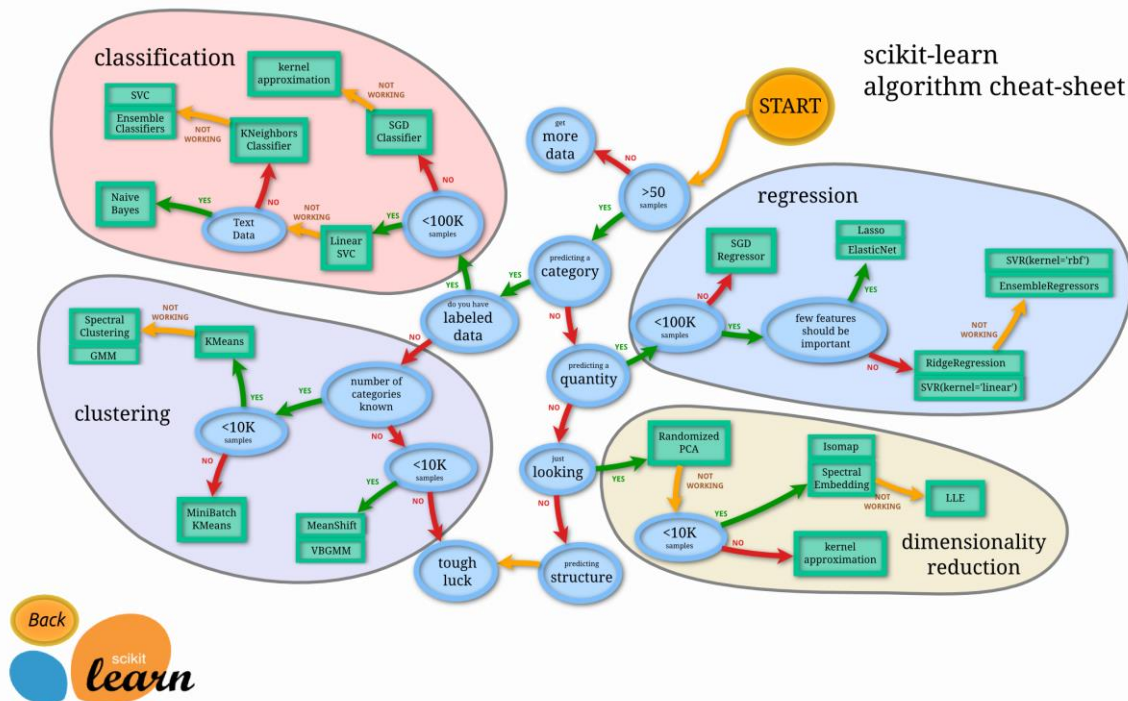 scikit-learn
algorithm cheat-sheet
START
>50
samples
NO
get
more
data
YES
predicting a
category
YES
do you have
labeled
data
YES
NO
NO
predicting a
quantity
YES
NO
just
looking
YES
NO
predicting
structure
tough
luck
classification
<100K
samples
YES
Linear
SVC
NOT
WORKING
Text
Data
YES
Naive
Bayes
NO
KNeighbors
Classifier
NOT
WORKING
SVC
Ensemble
Classifiers
NO
SGD
Classifier
NOT
WORKING
kernel
approximation
clustering
number of
categories
known
YES
<10K
samples
YES
KMeans
NOT
WORKING
Spectral
Clustering
GMM
NO
MiniBatch
KMeans
NO
<10K
samples
YES
MeanShift
VBGMM
NO
regression
<100K
samples
NO
SGD
Regressor
YES
few features
should be
important
YES
Lasso
ElasticNet
NO
RidgeRegression
SVR(kernel='linear')
NOT
WORKING
SVR(kernel='rbf')
EnsembleRegressors
dimensionality
reduction
Randomized
PCA
NOT
WORKING
<10K
samples
YES
Isomap
Spectral
Embedding
NOT
WORKING
LLE
NO
kernel
approximation
Back
scikit
learn